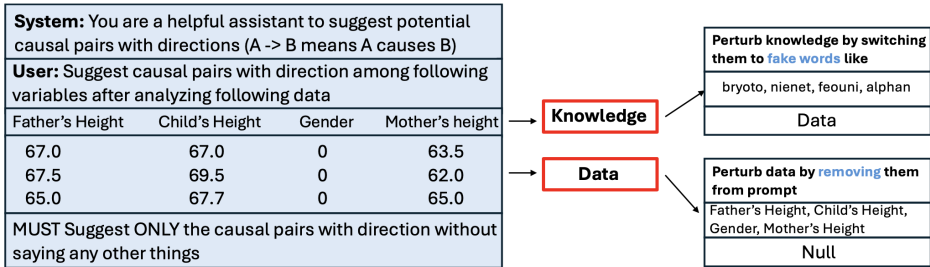 System: You are a helpful assistant to suggest potential
causal pairs with directions (A -> B means A causes B)
User: Suggest causal pairs with direction among following
variables after analyzing following data
Father's Height Child's Height Gender Mother's height
67.0 67.0 0 63.5
67.5 69.5 0 62.0
65.0 67.7 0 65.0
MUST Suggest ONLY the causal pairs with direction without
saying any other things
Knowledge
Data
Perturb knowledge by switching
them to fake words like
bryoto, nienet, feouni, alphan
Data
Perturb data by removing them
from prompt
Father's Height, Child's Height,
Gender, Mother's Height
Null